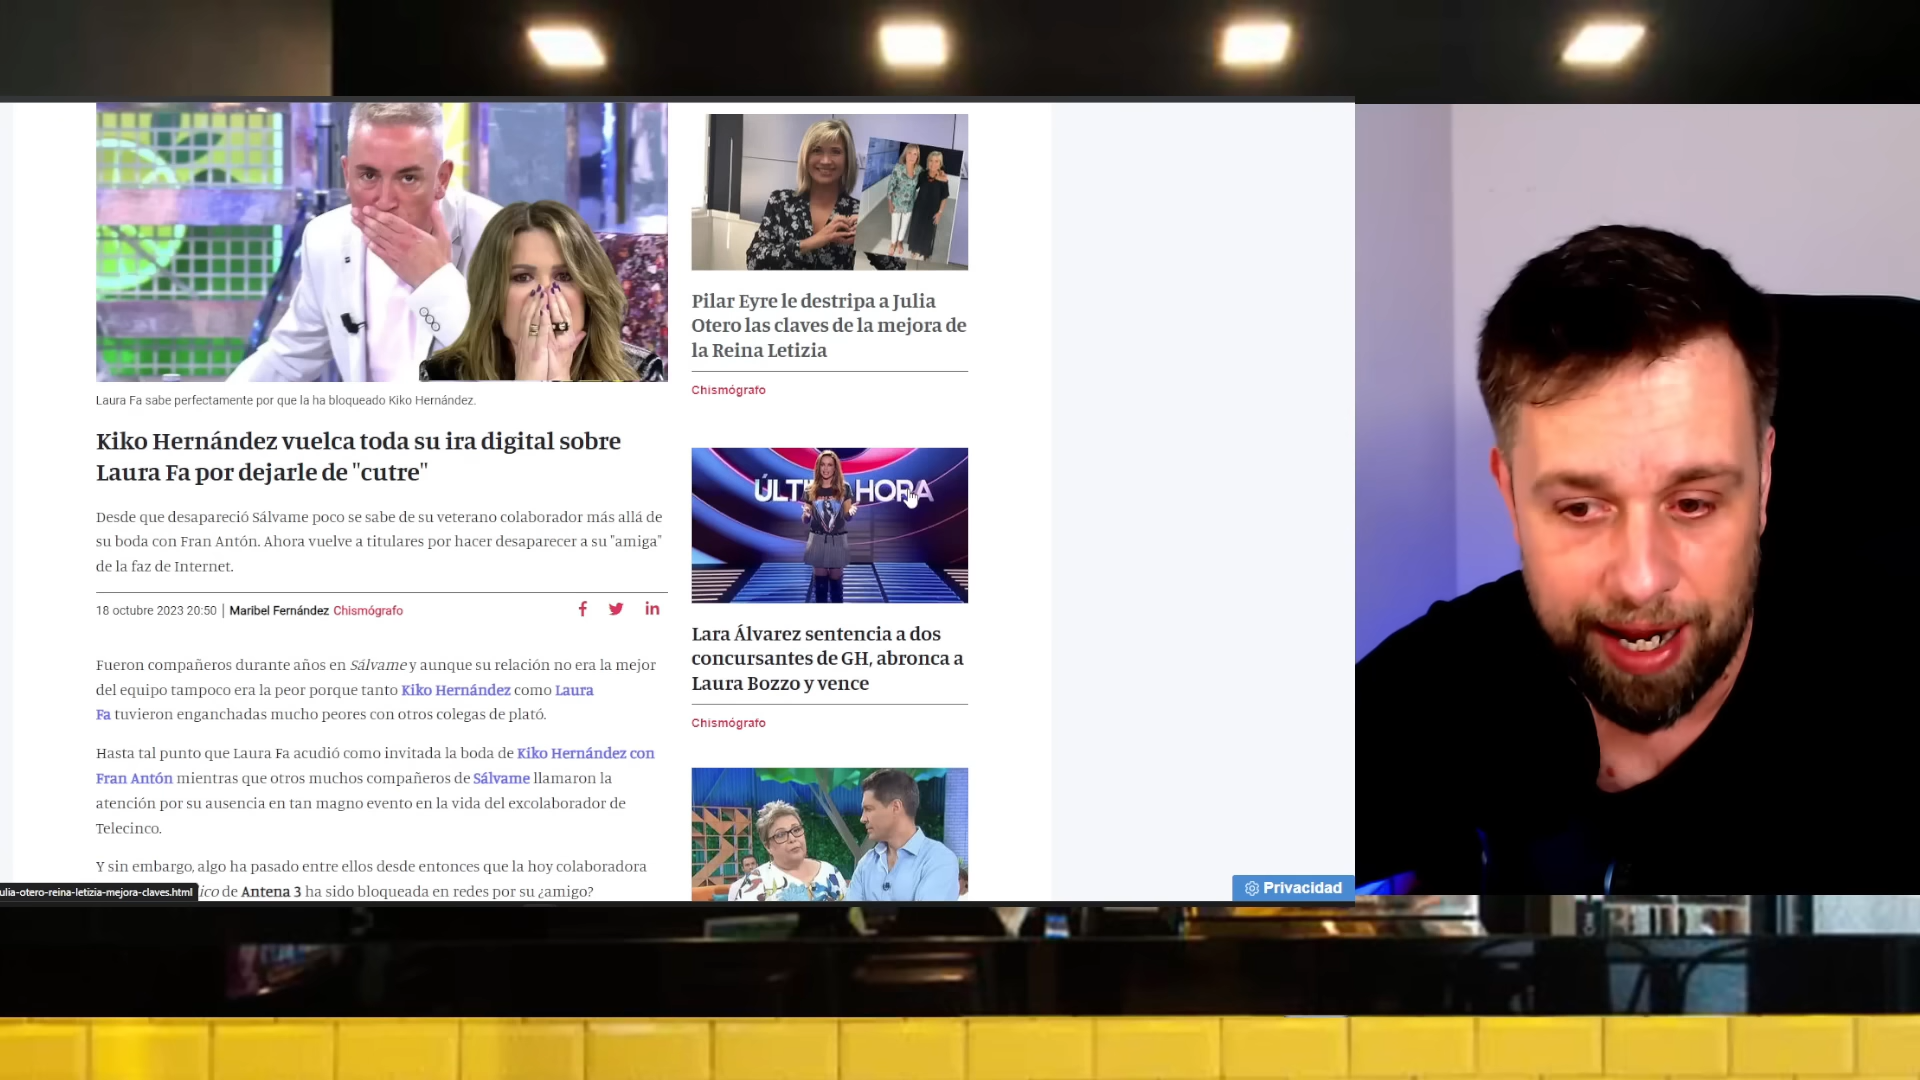 Laura Fa sabe perfectamente por que la ha bloqueado Kiko Hernández.
Kiko Hernández vuelca toda su ira digital sobre
Laura Fa por dejarle de "cutre"
Desde que desapareció Sálvame poco se sabe de su veterano colaborador más allá de
su boda con Fran Antón. Ahora vuelve a titulares por hacer desaparecer a su "amiga"
de la faz de Internet.
18 octubre 2023 20:50 | Maribel Fernández Chismógrafo
Fueron compañeros durante años en Sálvame y aunque su relación no era la mejor
del equipo tampoco era la peor porque tanto Kiko Hernández como Laura
Fa tuvieron enganchadas mucho peores con otros colegas de plató.
Hasta tal punto que Laura Fa acudió como invitada la boda de Kiko Hernández con
Fran Antón mientras que otros muchos compañeros de Sálvame llamaron la
atención por su ausencia en tan magno evento en la vida del excolaborador de
Telecinco.
Y sin embargo, algo ha pasado entre ellos desde entonces que la hoy colaboradora
ico de Antena 3 ha sido bloqueada en redes por su ¿amigo?
ulia-otero-reina-letizia-mejora-claves.html
Pilar Eyre le destripa a Julia
Otero las claves de la mejora de
la Reina Letizia
Chismógrafo
ÚLTI HORA
Lara Álvarez sentencia a dos
concursantes de GH, abronca a
Laura Bozzo y vence
Chismógrafo
Privacidad